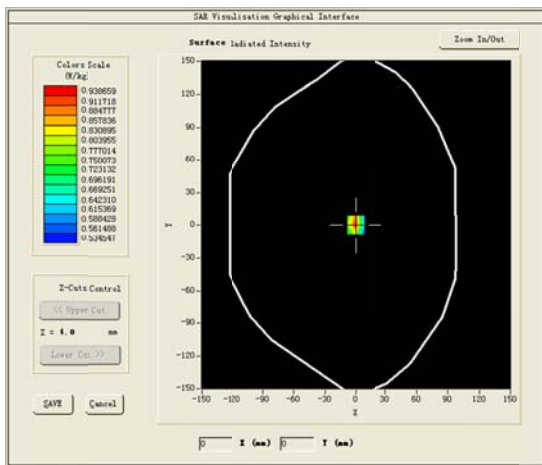 SAR Visulisation Graphical Interface
Surface ladiated Intensity
Zoom In/Out
Colors Scale
(W/kg)
0.938659
0.911718
0.884777
0.857836
0.830895
0.803955
0.777014
0.750073
0.723132
0.696191
0.669251
0.642310
0.615369
0.588428
0.561488
0.534547
150
120
90
60
30
0
-30
-60
-90
-120
-150
Y
-150 -120 -90 -60 -30 0 30 60 90 120 150
X
Z-Cuts Control
<< Upper Cut
Z = 4.0 mm
Lower Cut >>
SAVE Cancel
0 X (mm) 0 Y (mm)